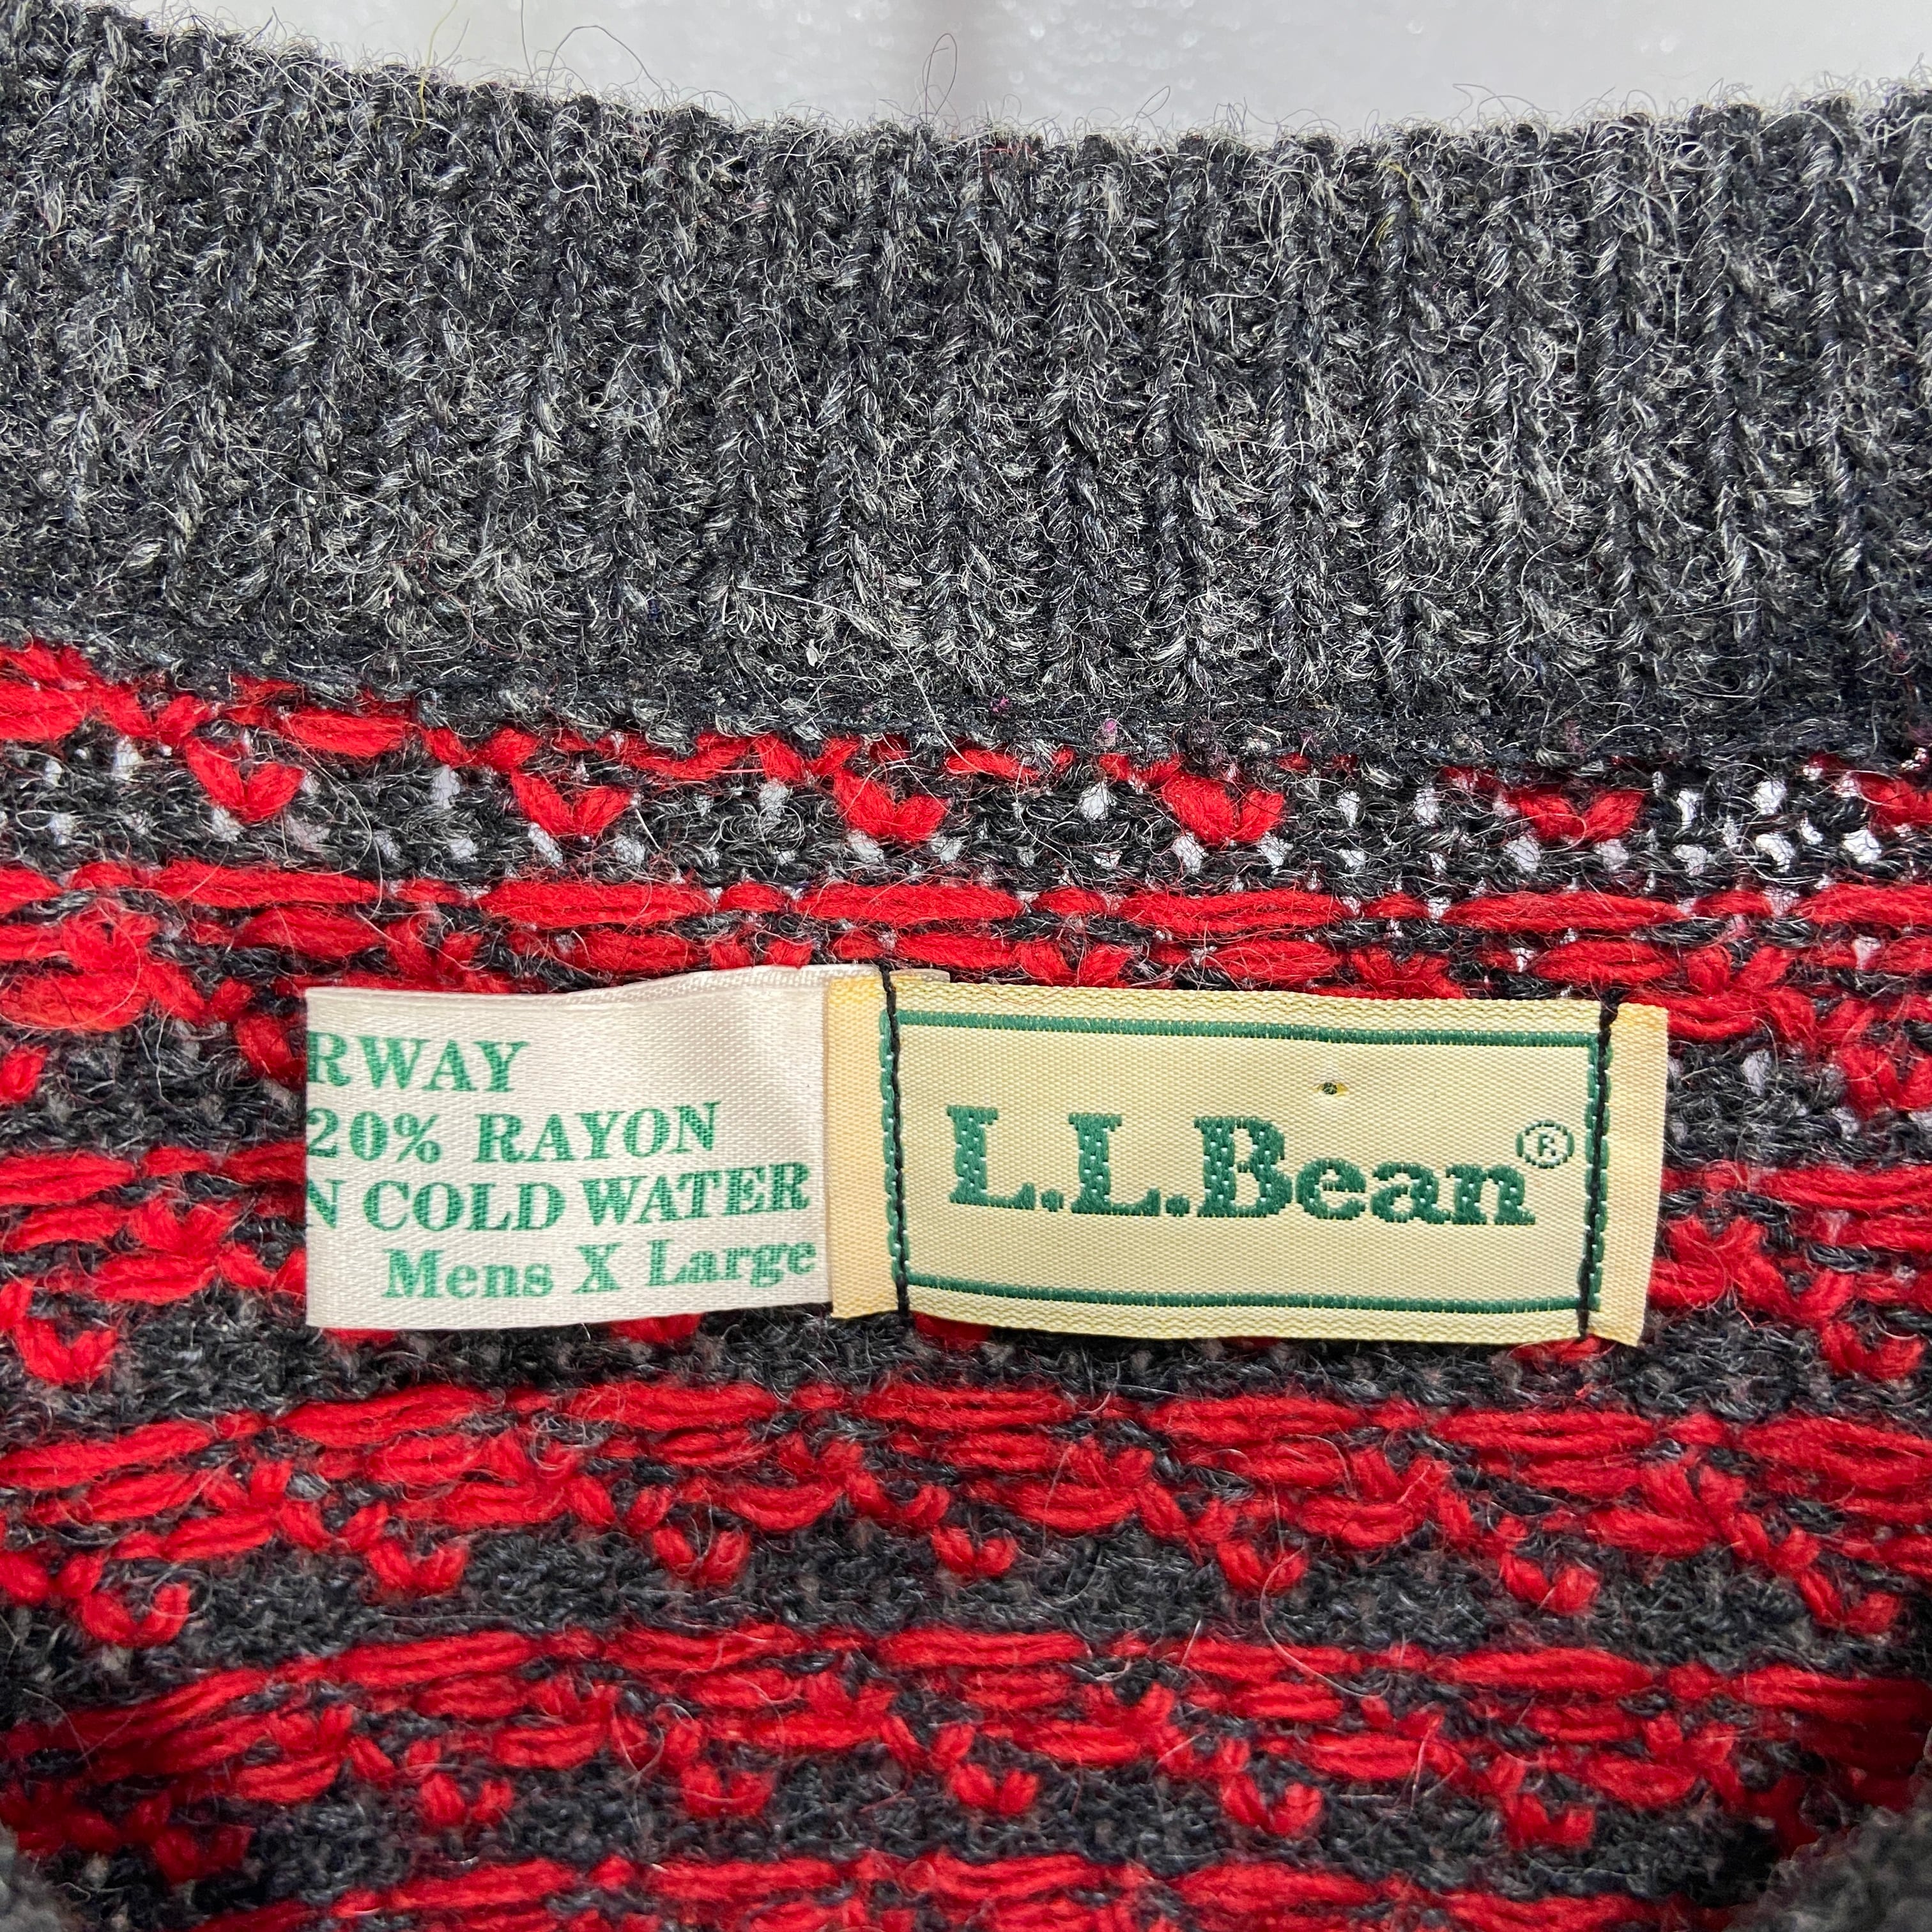 RWAY
20% RAYON
N COLD WATER
Mens X Large
L.L.Bean®